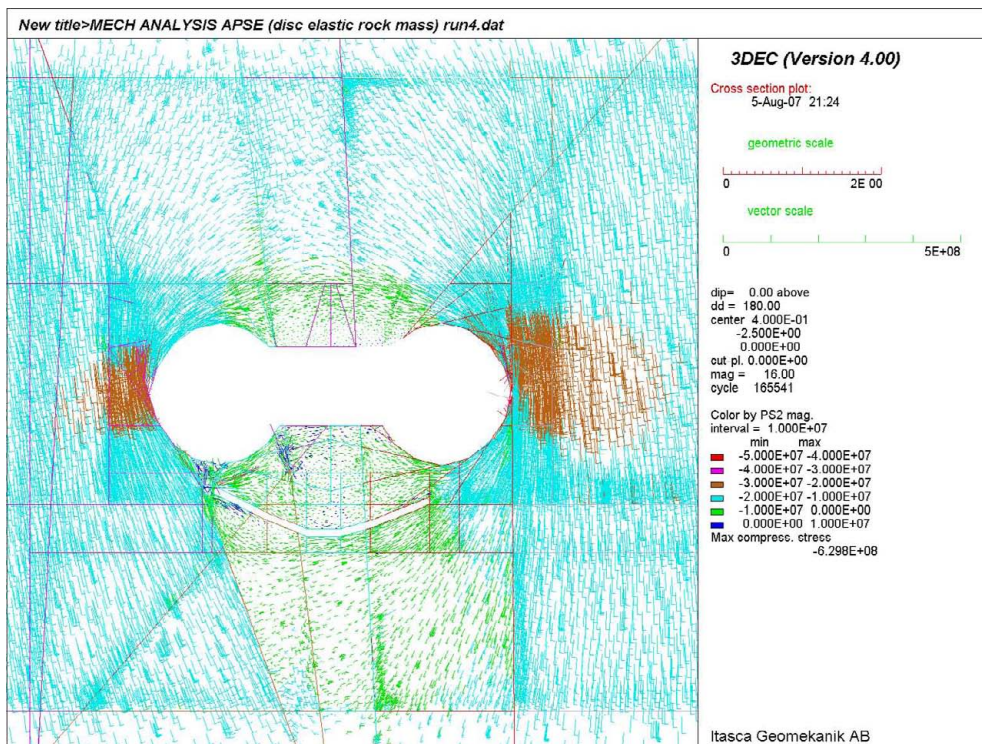 New title>MECH ANALYSIS APSE (disc elastic rock mass) run4.dat
3DEC (Version 4.00)
Cross section plot:
5-Aug-07 21:24
geometric scale
0 2E 00
vector scale
0 5E+08
dip= 0.00 above
dd = 180.00
center 4.000E-01
-2.500E+00
0.000E+00
cut pl. 0.000E+00
mag = 16.00
cycle 165541
Color by PS2 mag.
interval = 1.000E+07
min max
-5.000E+07 -4.000E+07
-4.000E+07 -3.000E+07
-3.000E+07 -2.000E+07
-2.000E+07 -1.000E+07
-1.000E+07 0.000E+00
0.000E+00 1.000E+07
Max compress. stress
-6.298E+08
Itasca Geomekanik AB